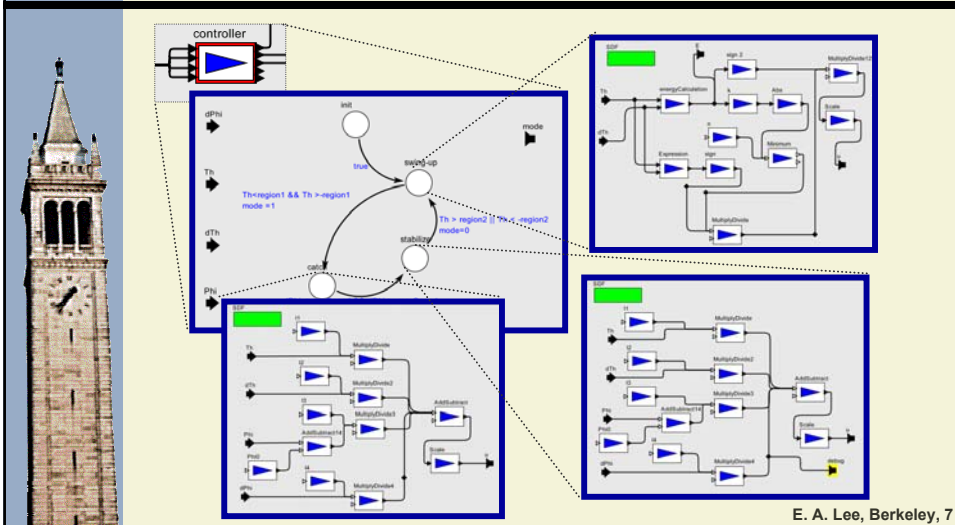 controller
dPhi
Th
dTh
Phi
init
true
swing-up
mode
Th<region1 && Th >-region1
mode =1
Th > region2 || Th < -region2
mode=0
stabilize
SDF
E
sign 2
MultiplyDivide12
Th
energyCalculation
k
Abs
dTh
Scale
n
Minimum
Expression
sign
MultiplyDivide
SDF
Th
MultiplyDivide
dTh
MultiplyDivide2
MultiplyDivide3
AddSubtract
Phi
AddSubtract14
Phi0
Scale
dPhi
MultiplyDivide4
SDF
Th
MultiplyDivide
dTh
MultiplyDivide2
MultiplyDivide3
AddSubtract
Phi
AddSubtract14
Phi0
Scale
dPhi
MultiplyDivide4
debug
E. A. Lee, Berkeley, 7